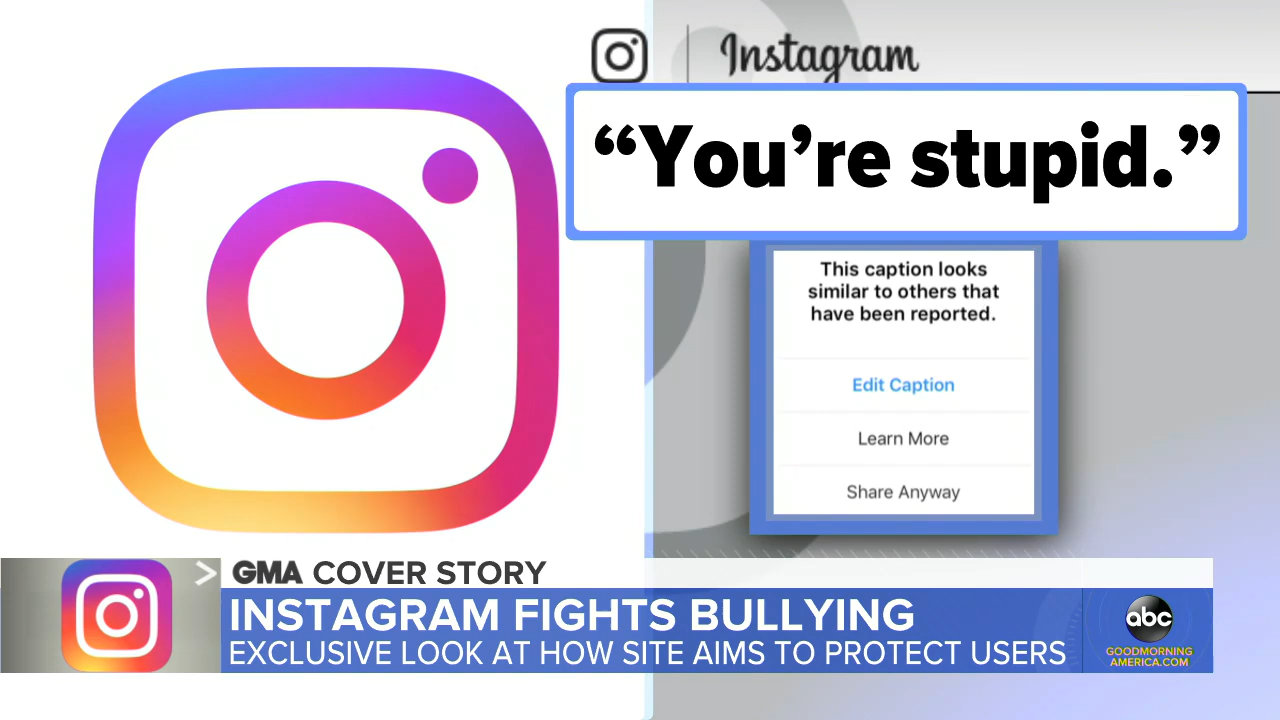 Instagram
“You’re stupid.”
This caption looks
similar to others that
have been reported.
Edit Caption
Learn More
Share Anyway
> GMA COVER STORY
INSTAGRAM FIGHTS BULLYING
EXCLUSIVE LOOK AT HOW SITE AIMS TO PROTECT USERS
abc
GOODMORNING
AMERICA.COM